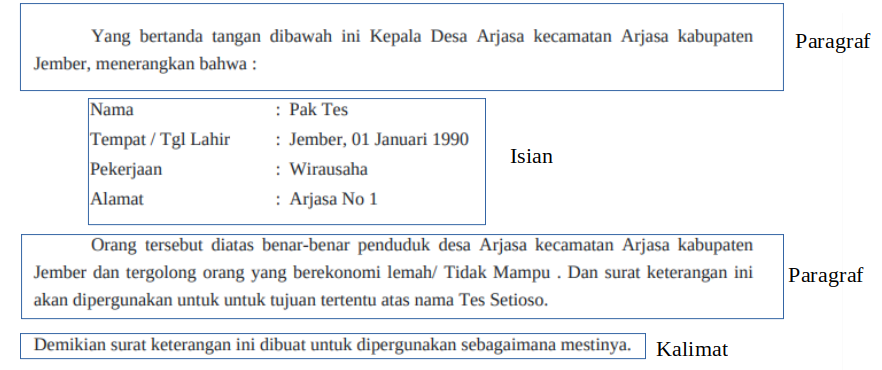 Yang bertanda tangan dibawah ini Kepala Desa Arjasa kecamatan Arjasa kabupaten
Jember, menerangkan bahwa :
Paragraf
Nama : Pak Tes
Tempat / Tgl Lahir : Jember, 01 Januari 1990
Pekerjaan : Wirausaha
Alamat : Arjasa No 1
Isian
Orang tersebut diatas benar-benar penduduk desa Arjasa kecamatan Arjasa kabupaten
Jember dan tergolong orang yang berekonomi lemah/ Tidak Mampu . Dan surat keterangan ini
akan dipergunakan untuk untuk tujuan tertentu atas nama Tes Setioso.
Paragraf
Demikian surat keterangan ini dibuat untuk dipergunakan sebagaimana mestinya.
Kalimat